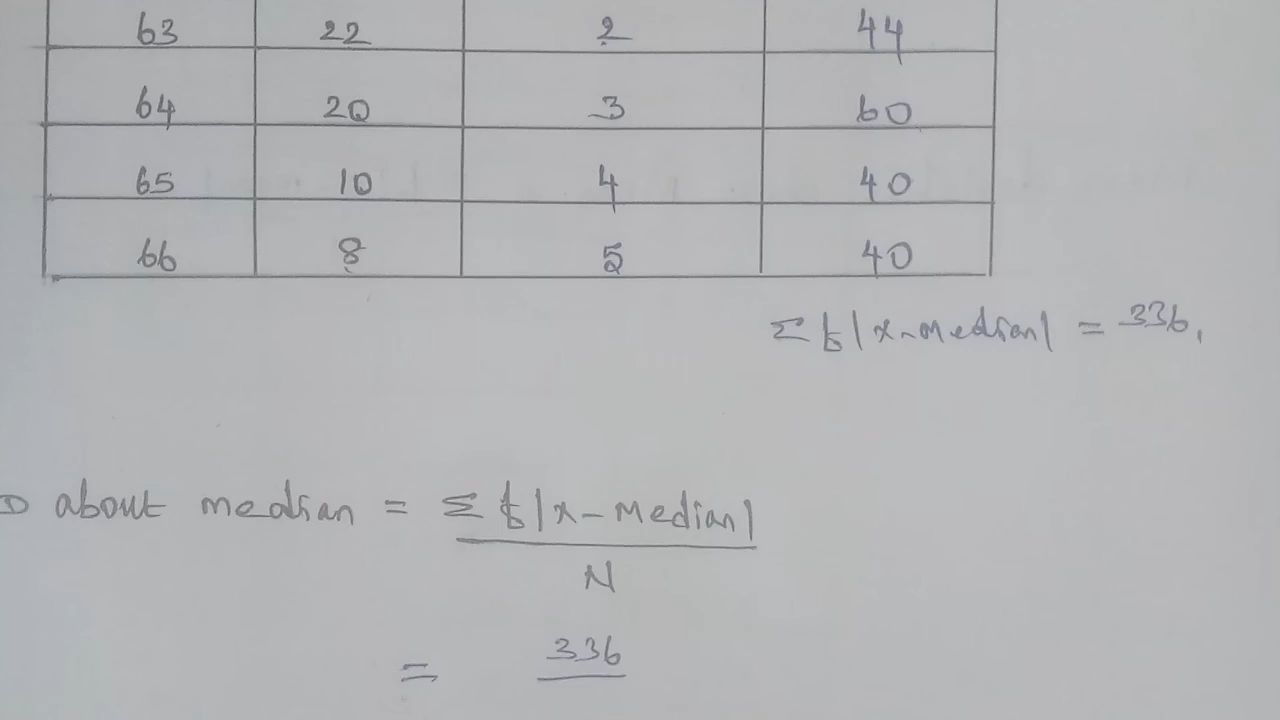 63 22 2 44
64 20 3 60
65 10 4 40
66 8 5 40
Σ f |x-median| = 336.
D about median = Σ f |x - Median|
N
= 336